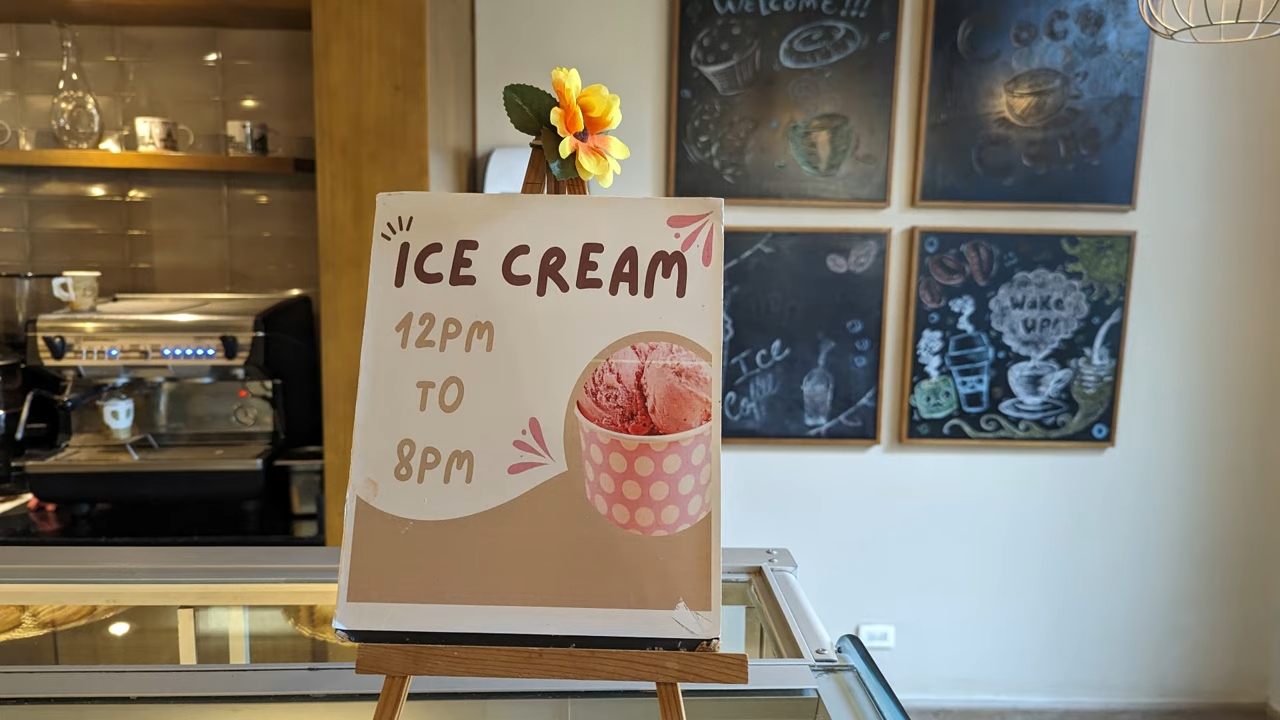 ICE CREAM
12PM
TO
8PM
WELCOME!!!
Ice
Coffee
Wake
UP!